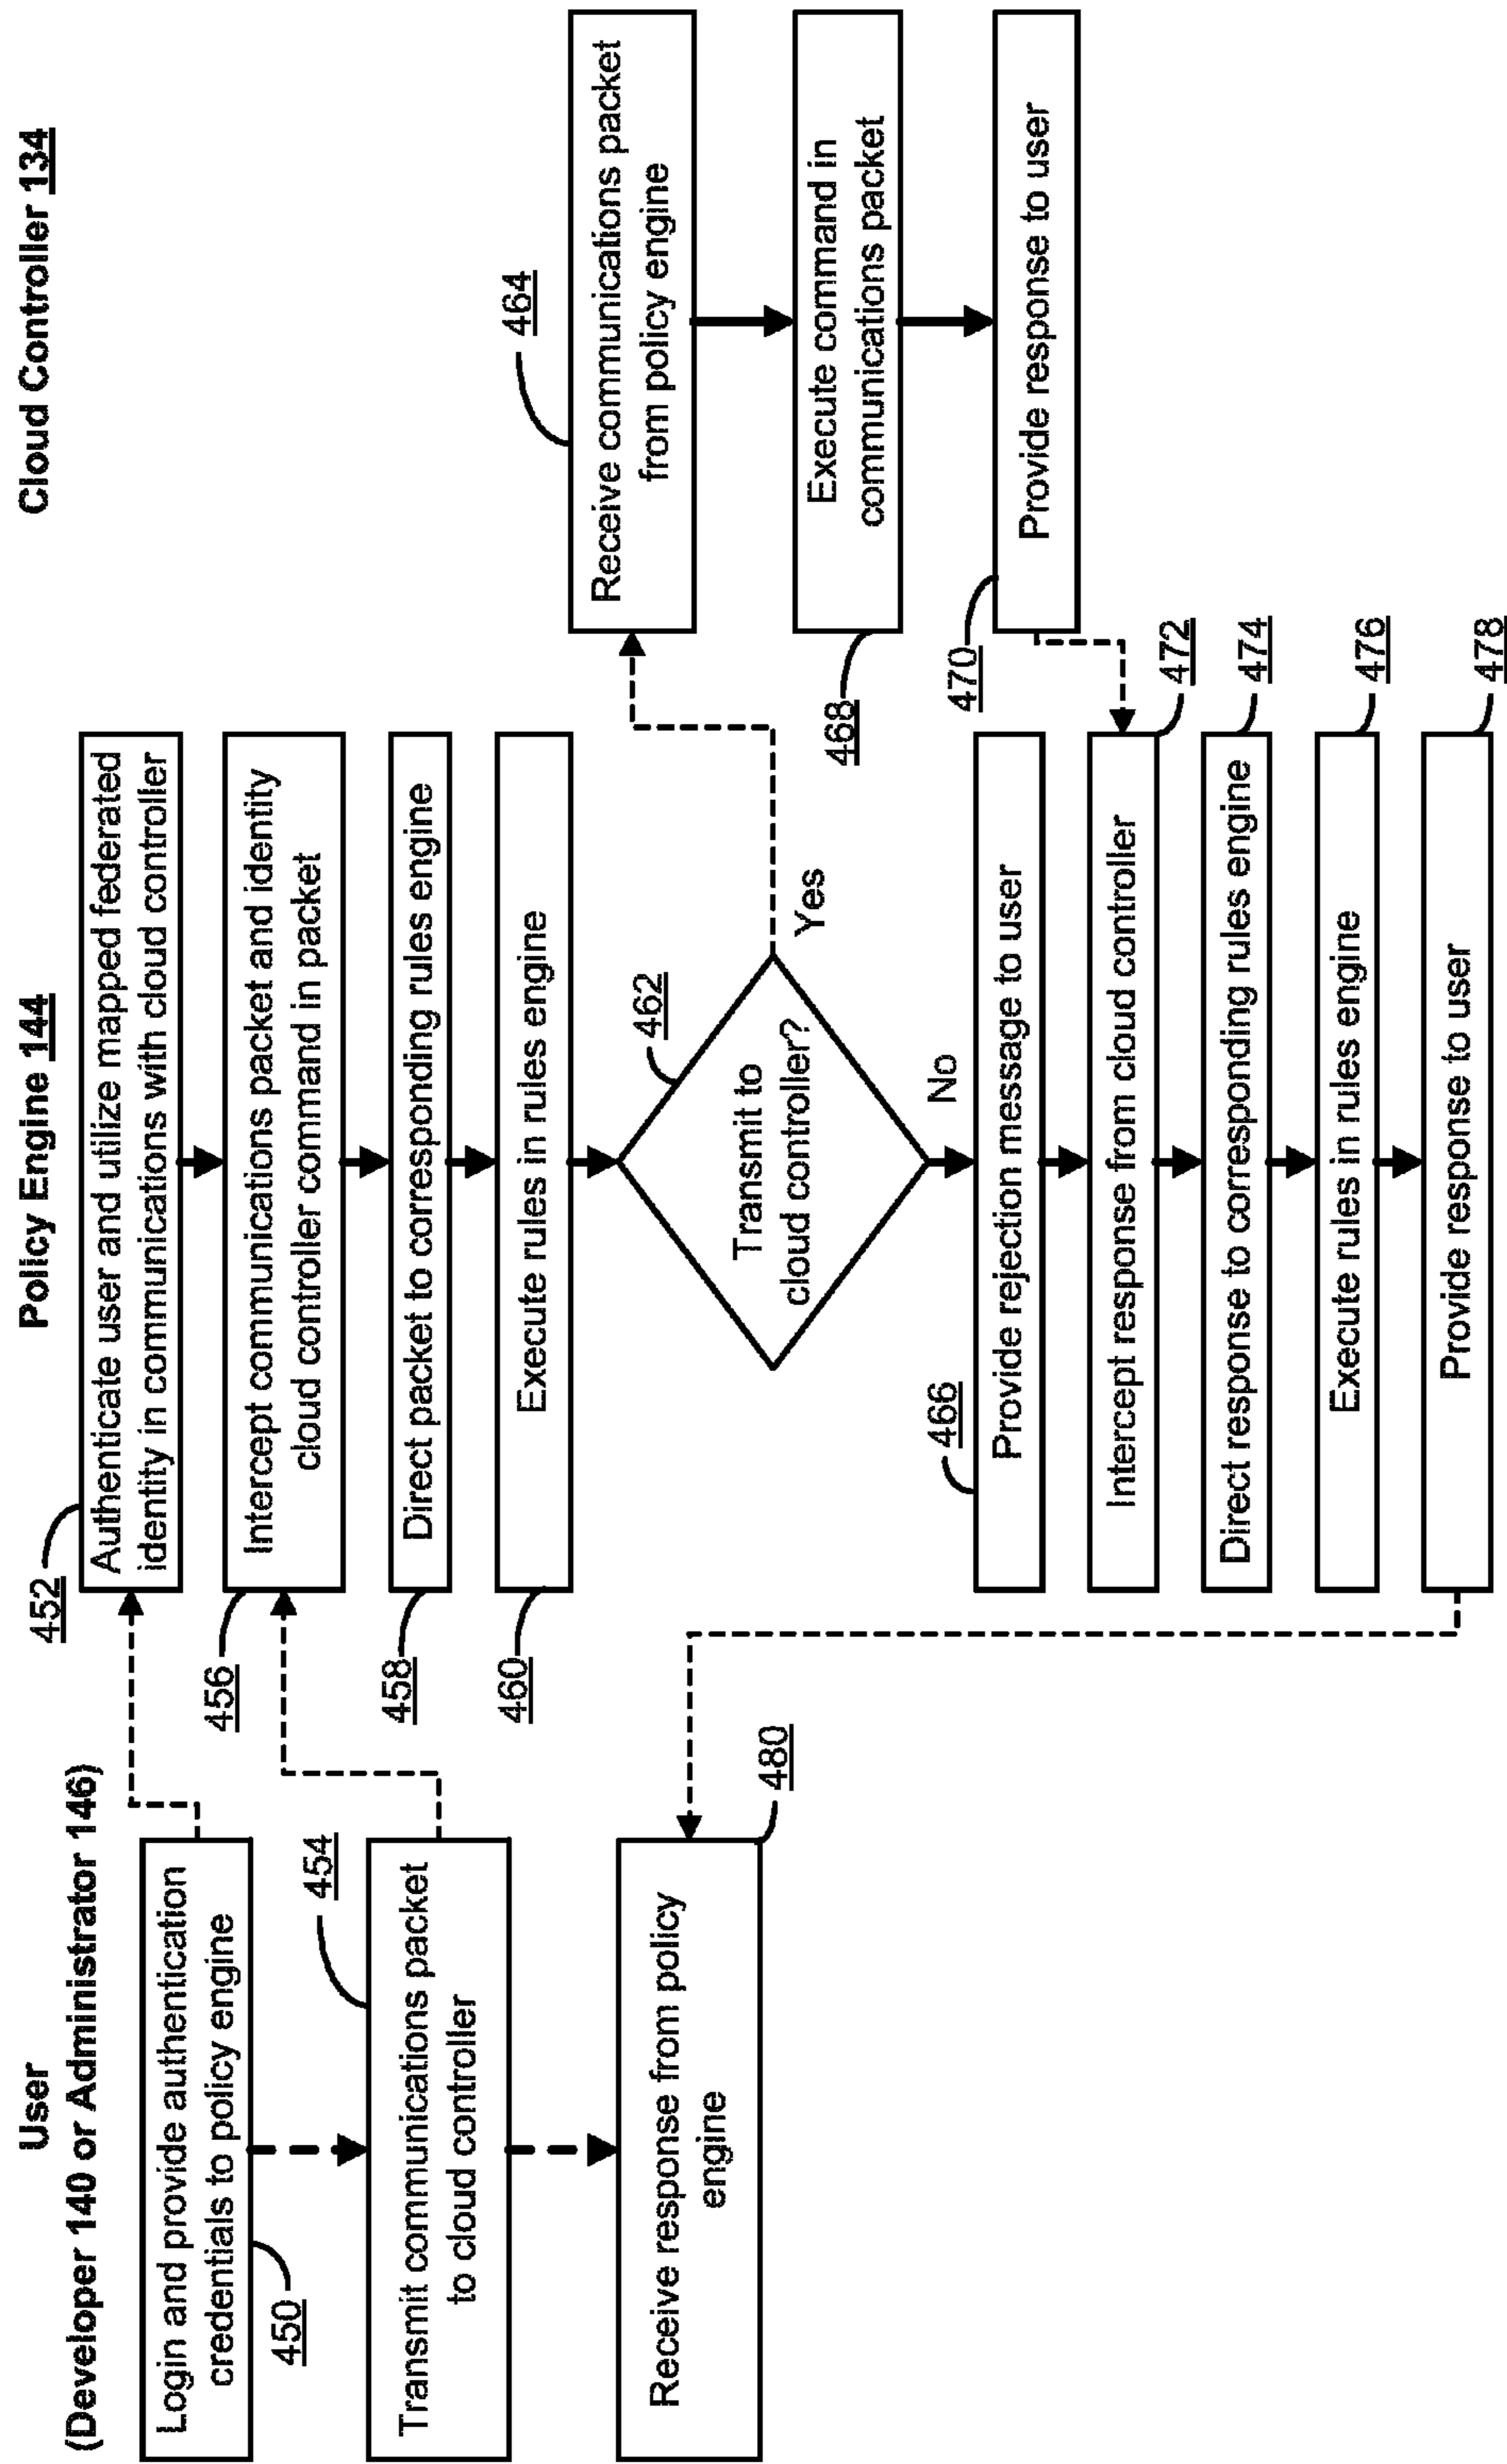 User
(Developer 140 or Administrator 146)
Login and provide authentication
credentials to policy engine
450
Transmit communications packet
to cloud controller
454
Receive response from policy
engine
480
Policy Engine 144
452
Authenticate user and utilize mapped federated
identity in communications with cloud controller
456
Intercept communications packet and identity
cloud controller command in packet
458
Direct packet to corresponding rules engine
460
Execute rules in rules engine
462
Transmit to
cloud controller?
Yes
No
466
Provide rejection message to user
Intercept response from cloud controller
472
Direct response to corresponding rules engine
474
Execute rules in rules engine
476
Provide response to user
478
Cloud Controller 134
464
Receive communications packet
from policy engine
468
Execute command in
communications packet
470
Provide response to user